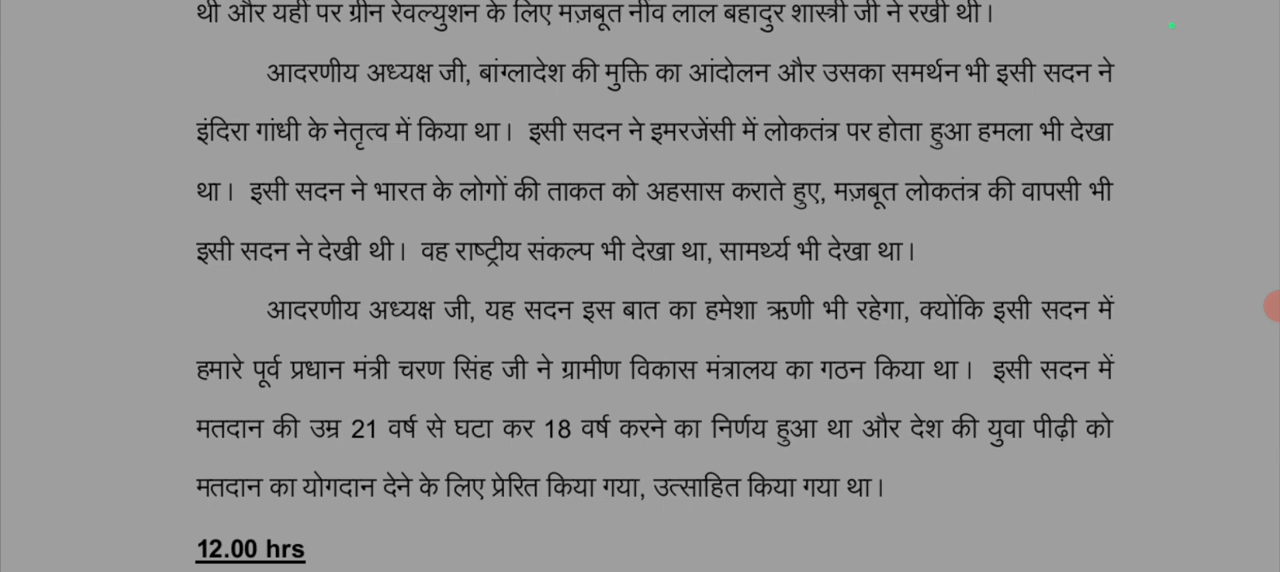 थी और यहीं पर ग्रीन रेवल्युशन के लिए मज़बूत नींव लाल बहादुर शास्त्री जी ने रखी थी।
आदरणीय अध्यक्ष जी, बांग्लादेश की मुक्ति का आंदोलन और उसका समर्थन भी इसी सदन ने
इंदिरा गांधी के नेतृत्व में किया था। इसी सदन ने इमरजेंसी में लोकतंत्र पर होता हुआ हमला भी देखा
था। इसी सदन ने भारत के लोगों की ताकत को अहसास कराते हुए, मज़बूत लोकतंत्र की वापसी भी
इसी सदन ने देखी थी। वह राष्ट्रीय संकल्प भी देखा था, सामर्थ्य भी देखा था।
आदरणीय अध्यक्ष जी, यह सदन इस बात का हमेशा ऋणी भी रहेगा, क्योंकि इसी सदन में
हमारे पूर्व प्रधान मंत्री चरण सिंह जी ने ग्रामीण विकास मंत्रालय का गठन किया था। इसी सदन में
मतदान की उम्र 21 वर्ष से घटा कर 18 वर्ष करने का निर्णय हुआ था और देश की युवा पीढ़ी को
मतदान का योगदान देने के लिए प्रेरित किया गया, उत्साहित किया गया था।
12.00 hrs